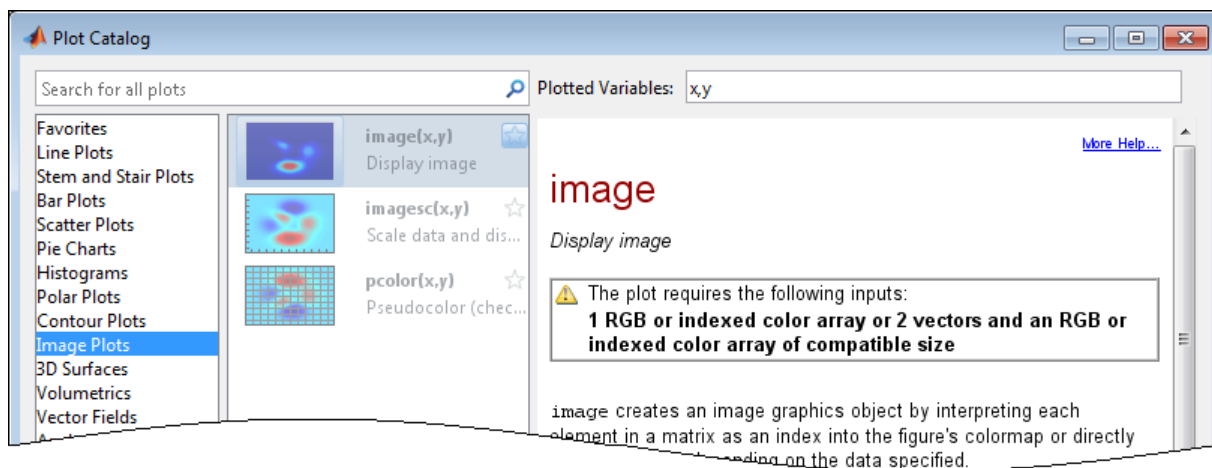 Plot Catalog
Search for all plots
Plotted Variables: x,y
Favorites
Line Plots
Stem and Stair Plots
Bar Plots
Scatter Plots
Pie Charts
Histograms
Polar Plots
Contour Plots
Image Plots
3D Surfaces
Volumetrics
Vector Fields
image(x,y)
Display image
imagesc(x,y)
Scale data and dis...
pcolor(x,y)
Pseudocolor (chec...
More Help...
image
Display image
The plot requires the following inputs:
1 RGB or indexed color array or 2 vectors and an RGB or
indexed color array of compatible size
image creates an image graphics object by interpreting each
element in a matrix as an index into the figure's colormap or directly
on the data specified.